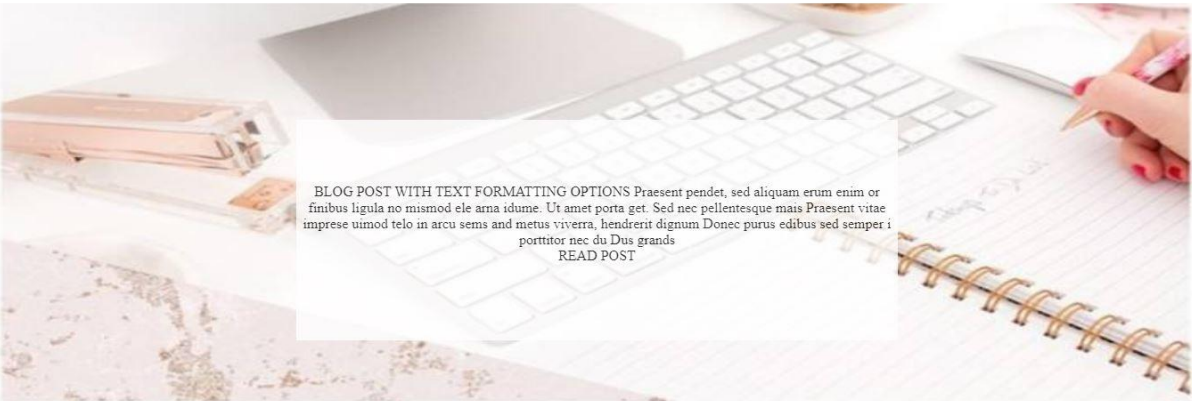 BLOG POST WITH TEXT FORMATTING OPTIONS Praesent pendet, sed aliquam erum enim or
finibus ligula no mismod ele arna idume. Ut amet porta get. Sed nec pellentesque mais Praesent vitae
imprese uimod telo in arcu sems and metus viverra, hendrerit dignum Donec purus edibus sed semper i
porttitor nec du Dus grands
READ POST